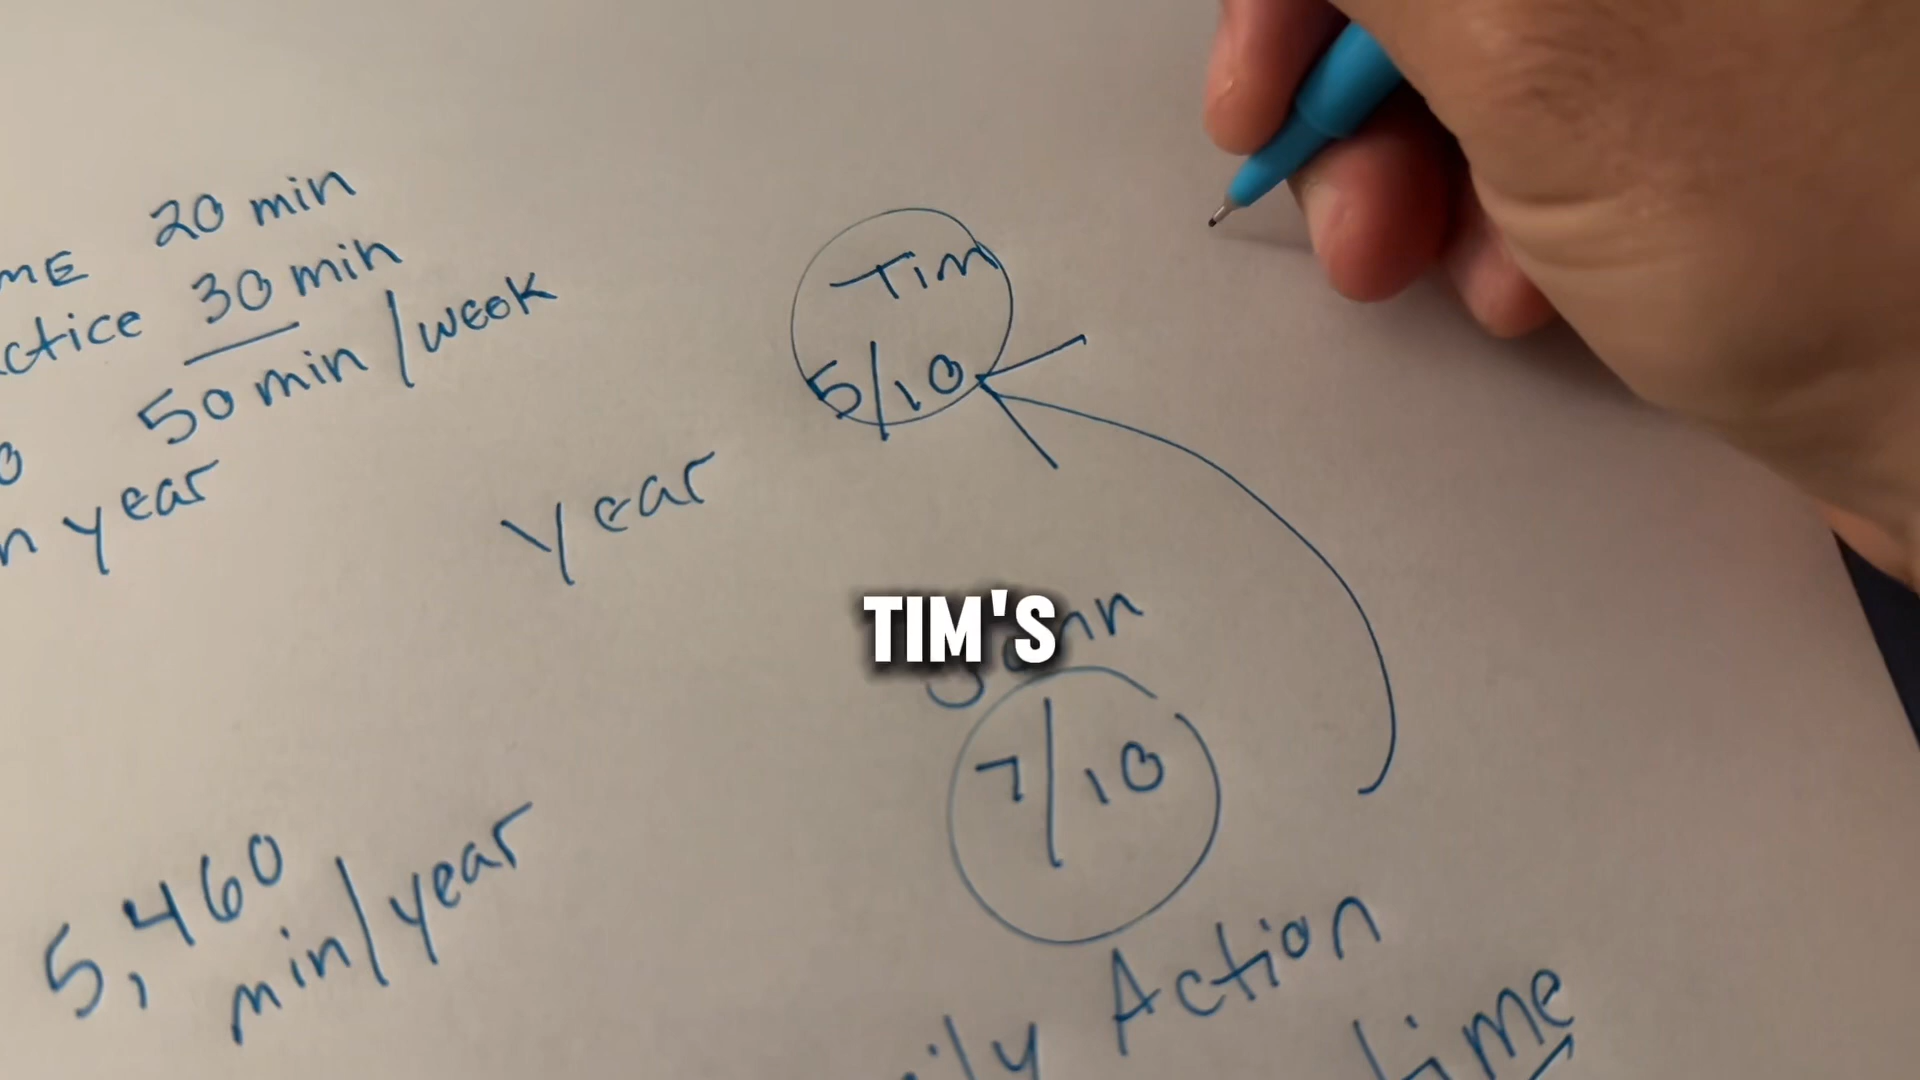 20 min
30 min
50 min/week
year
Tim
5/10
year
TIM'S
7/10
5,460
min/year
Action